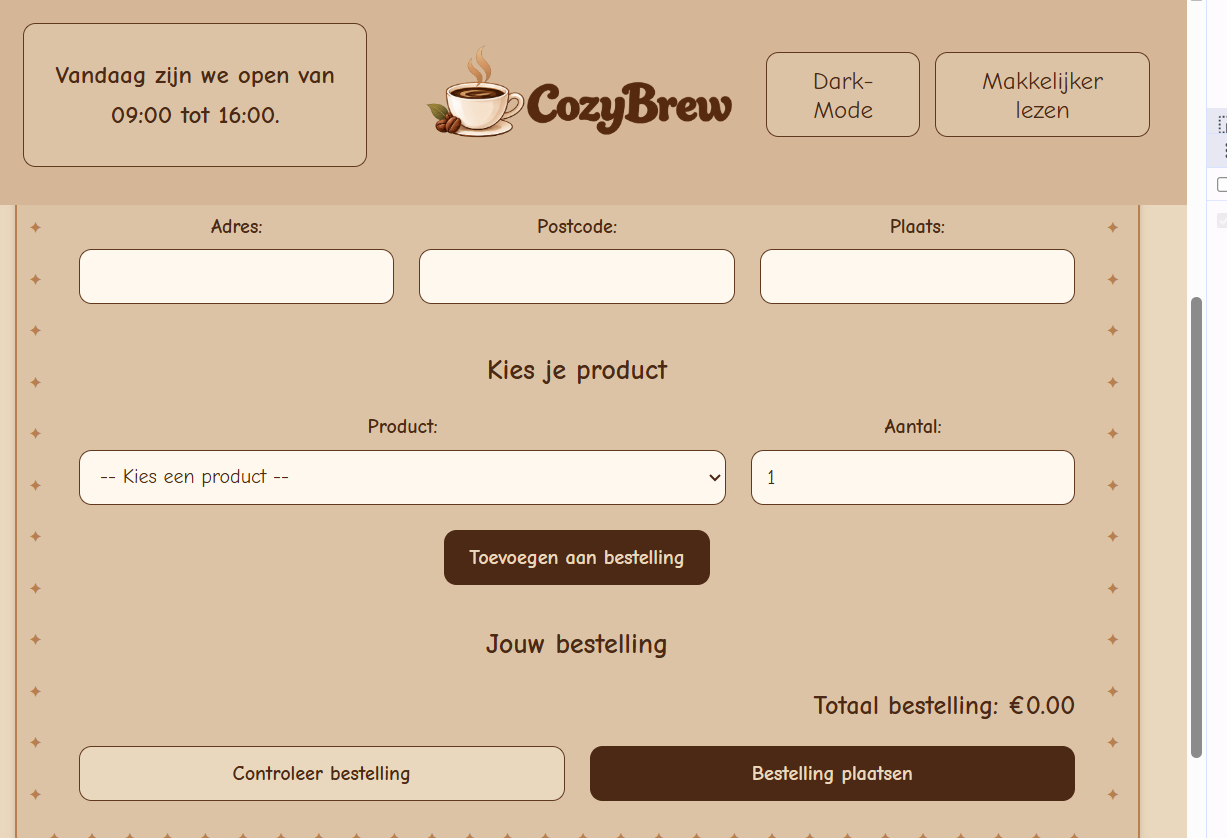 Vandaag zijn we open van
09:00 tot 16:00.
CozyBrew
Dark-
Mode
Makkelijker
lezen
Adres:
Postcode:
Plaats:
Kies je product
Product:
Aantal:
-- Kies een product --
1
Toevoegen aan bestelling
Jouw bestelling
Totaal bestelling: €0.00
Controleer bestelling
Bestelling plaatsen